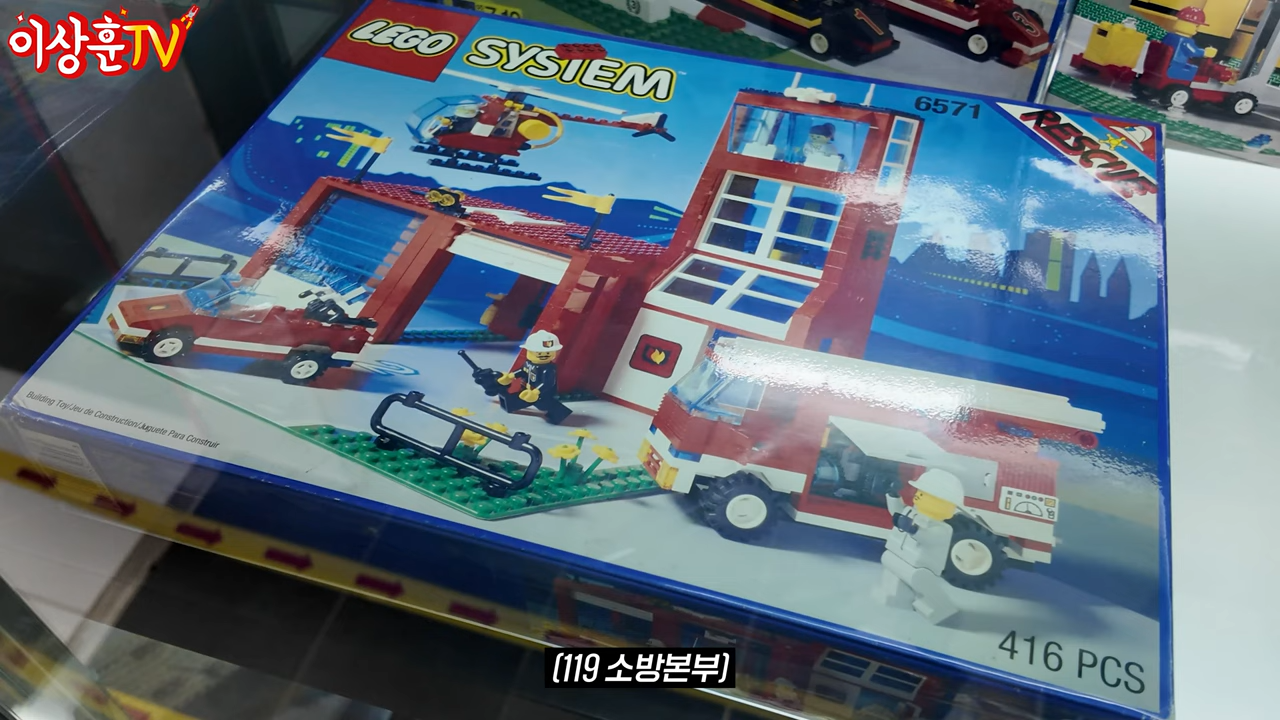 이상훈TV
LEGO SYSTEM
6571
RESCUE
Building Toy/Jeu de Construction/Juguete Para Construir
416 PCS
(119 소방본부)